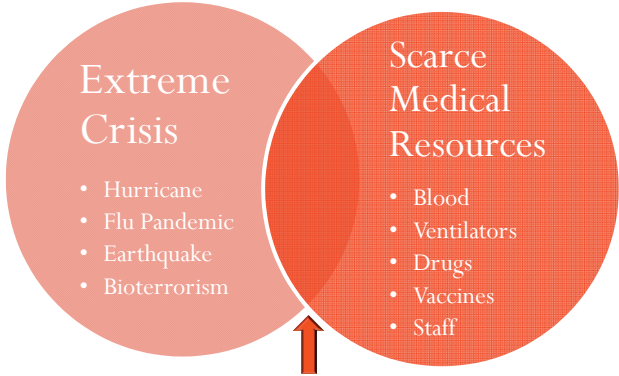 Extreme
Crisis
• Hurricane
• Flu Pandemic
• Earthquake
• Bioterrorism
Scarce
Medical
Resources
• Blood
• Ventilators
• Drugs
• Vaccines
• Staff